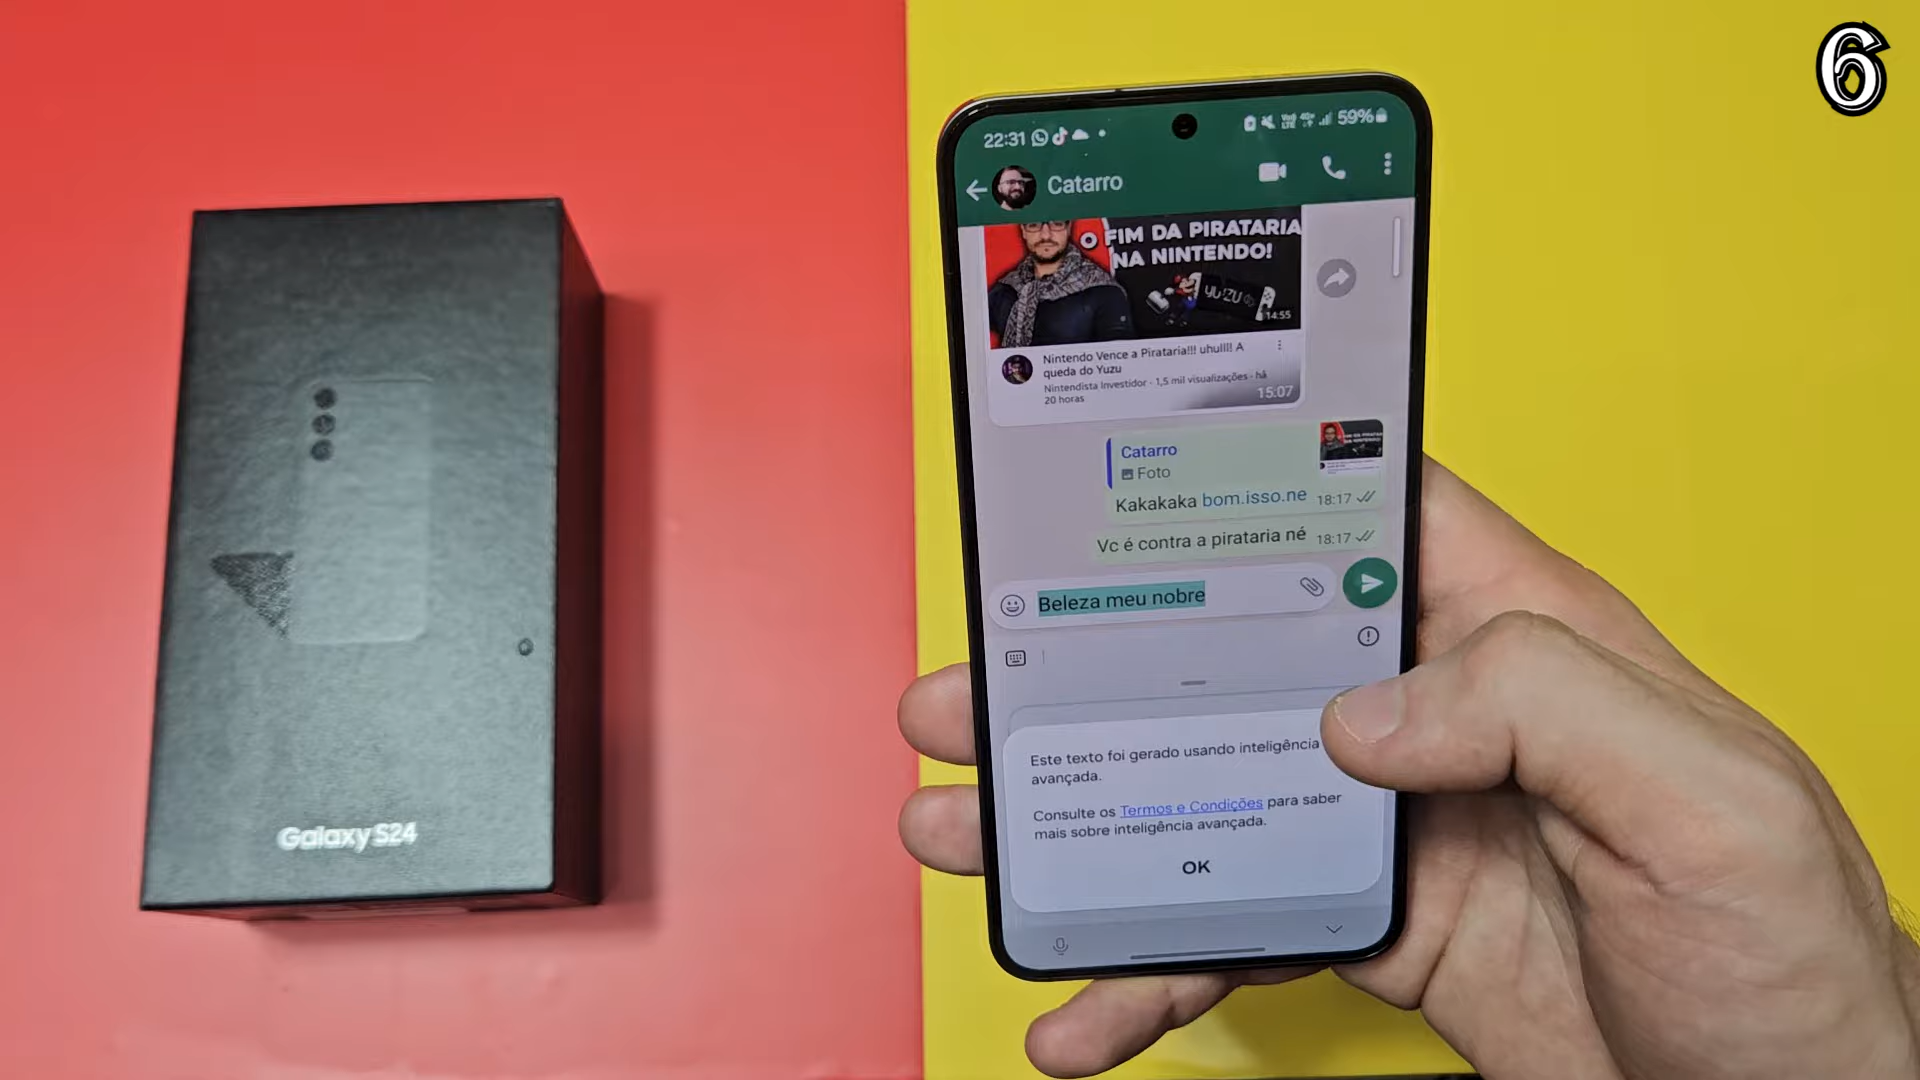 6
22:31
59%
Catarro
O FIM DA PIRATARIA
NA NINTENDO!
YUZU
14:55
Nintendo Vence a Pirataria!!! uhulll! A
queda do Yuzu
Nintendista Investidor - 1,5 mil visualizações - há
20 horas
15:07
Catarro
Foto
Kakakaka bom.isso.ne 18:17
Vc é contra a pirataria né 18:17
Beleza meu nobre
Este texto foi gerado usando inteligência
avançada.
Consulte os Termos e Condições para saber
mais sobre inteligência avançada.
OK
Galaxy S24